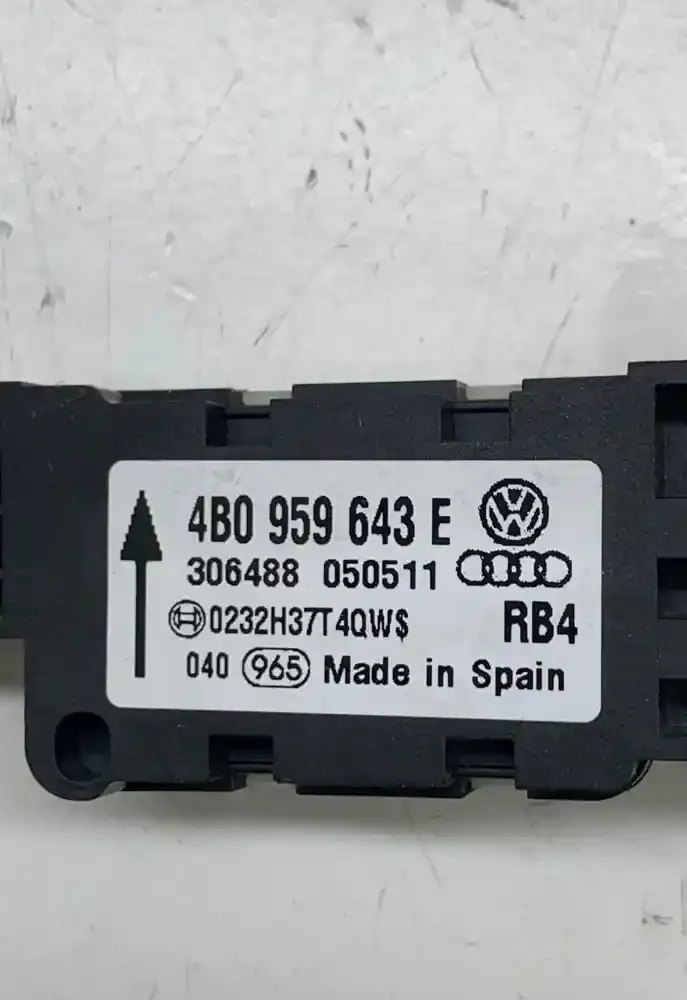 4B0 959 643 E
306488 050511
0232H37T4QW$ RB4
040 965 Made in Spain